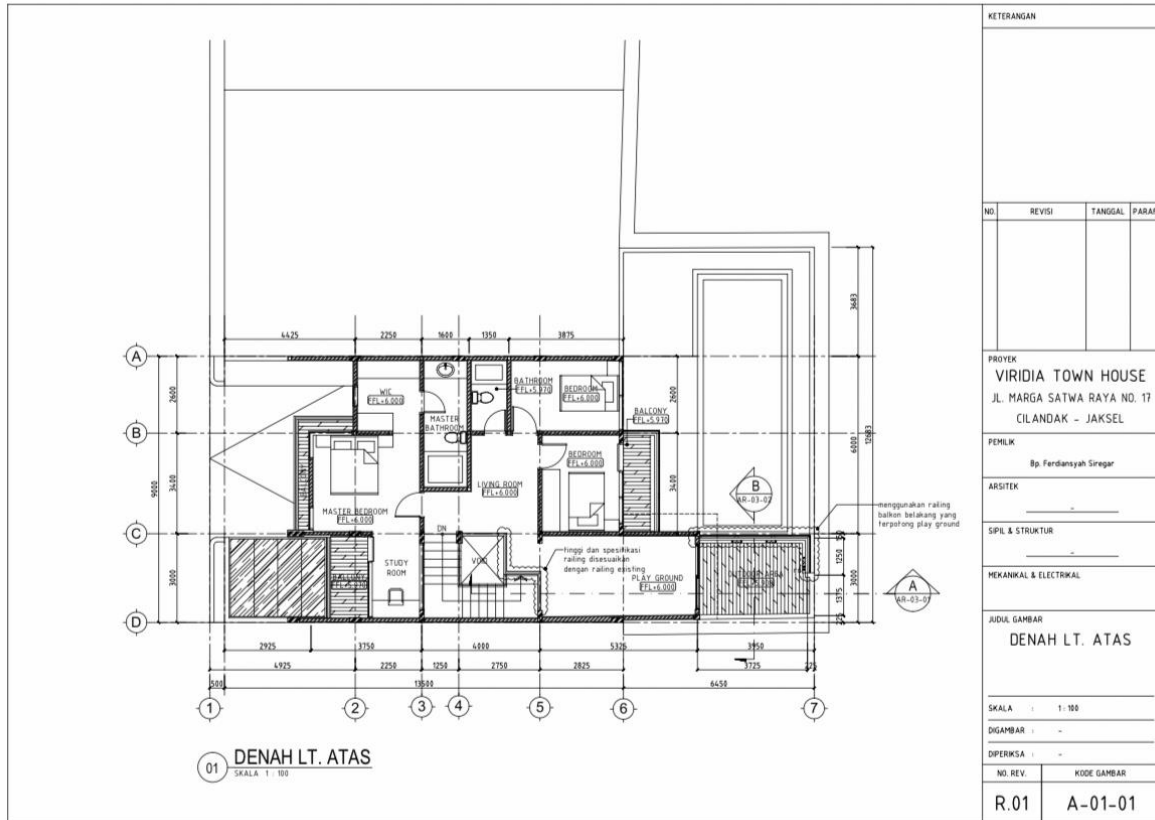 KETERANGAN
NO. REVISI TANGGAL PARAF
PROYEK
VIRIDIA TOWN HOUSE
JL. MARGA SATWA RAYA NO. 17
CILANDAK - JAKSEL
PEMILIK
Bp. Ferdiansyah Siregar
ARSITEK
-
SIPIL & STRUKTUR
-
MEKANIKAL & ELECTRIKAL
JUDUL GAMBAR
DENAH LT. ATAS
SKALA : 1 : 100
DIGAMBAR : -
DIPERIKSA : -
NO. REV. KODE GAMBAR
R.01 A-01-01
3683
12683
4425 2250 1600 1350 3875
A
B
C
D
2600
3400
3000
9000
2600
3400
6000
3000
1250
1375
WIC
FFL+6.000
MASTER
BATHROOM
BATHROOM
FFL+5.970
BEDROOM
FFL+6.000
BALCONY
FFL+5.970
BEDROOM
FFL+6.000
LIVING ROOM
FFL+6.000
MASTER BEDROOM
FFL+6.000
STUDY
ROOM
DN
VOID
tinggi dan spesifikasi
railing disesuaikan
dengan railing existing
PLAY GROUND
FFL+6.000
menggunakan railing
balkon belakang yang
terpotong play ground
B
AR-03-02
A
AR-03-01
2925 3750 4000 5325 3950
4925 2250 1250 2750 2825 3725
500 13500 6450
1 2 3 4 5 6 7
01 DENAH LT. ATAS
SKALA 1 : 100